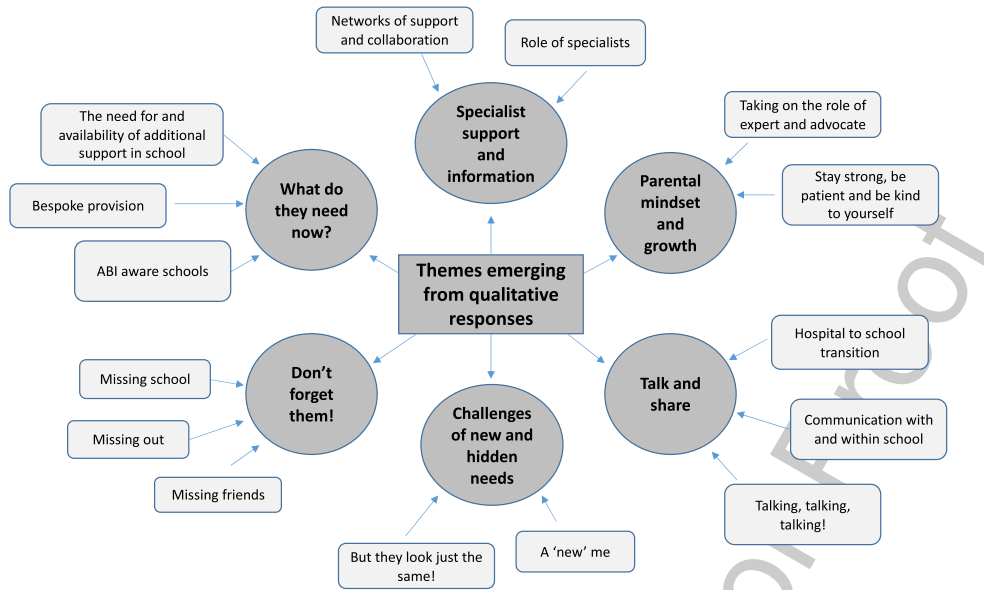 Networks of support
and collaboration
Role of specialists
Specialist
support
and
information
The need for and
availability of additional
support in school
Bespoke provision
ABI aware schools
What do
they need
now?
Taking on the role of
expert and advocate
Stay strong, be
patient and be kind
to yourself
Parental
mindset
and
growth
Themes emerging
from qualitative
responses
Missing school
Missing out
Missing friends
Don’t
forget
them!
Challenges
of new and
hidden
needs
But they look just the
same!
A ‘new’ me
Talk and
share
Hospital to school
transition
Communication with
and within school
Talking, talking,
talking!
or Proof